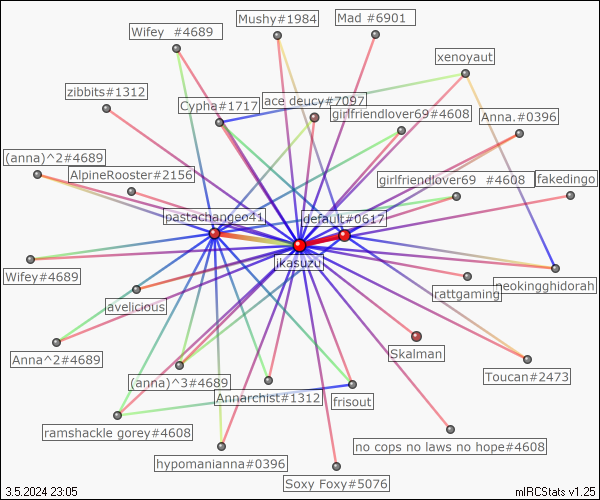 Mushy#1984
Mad #6901
Wifey  #4689
xenoyaut
zibbits#1312
Cypha#1717
ace deucy#7097
girlfriendlover69#4608
Anna.#0396
(anna)^2#4689
AlpineRooster#2156
girlfriendlover69  #4608
fakedingo
pastachangeo41
default#0617
ikasuzu
Wifey#4689
rattgaming
neokingghidorah
avelicious
Anna^2#4689
Skalman
(anna)^3#4689
Toucan#2473
Annarchist#1312
frisout
ramshackle gorey#4608
no cops no laws no hope#4608
hypomanianna#0396
Soxy Foxy#5076
3.5.2024 23:05
mIRCStats v1.25